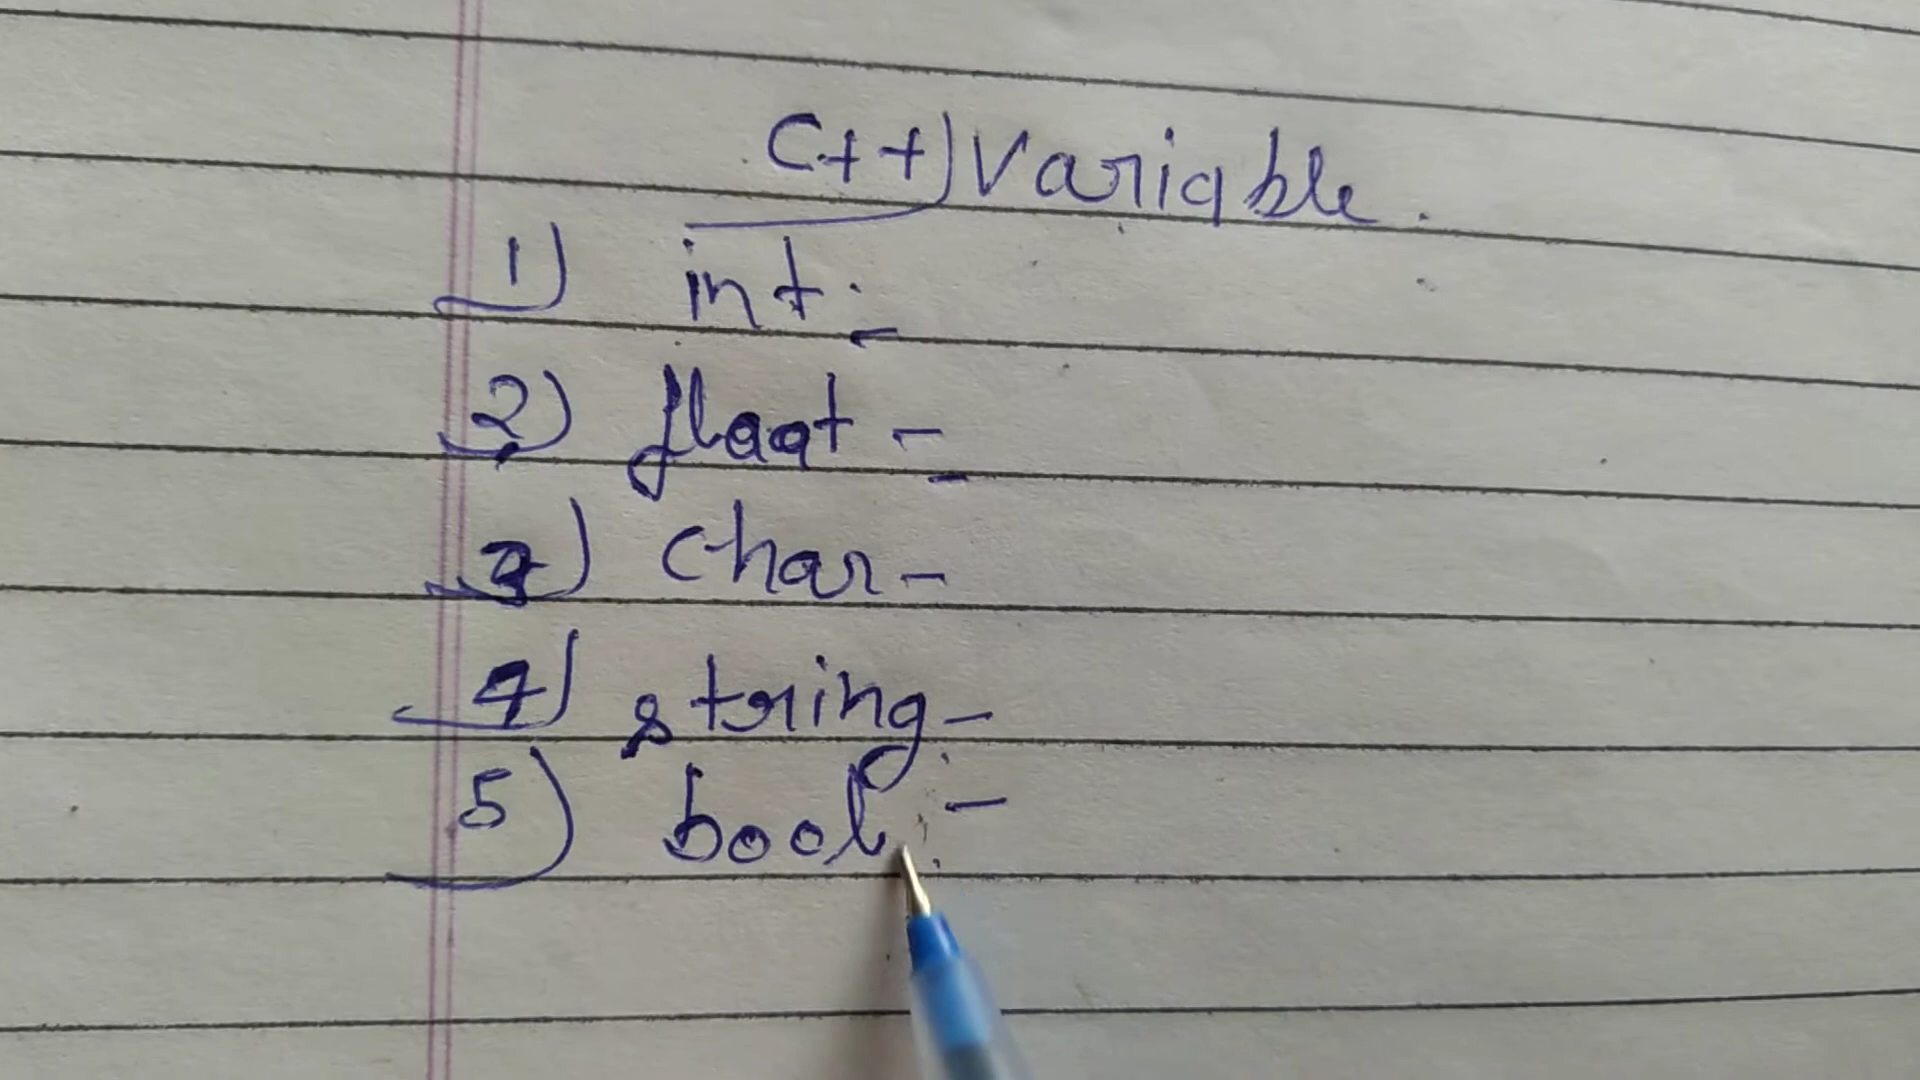 C++) Variable.
1) int :-
2) float -
3) char -
4) string -
5) bool :-